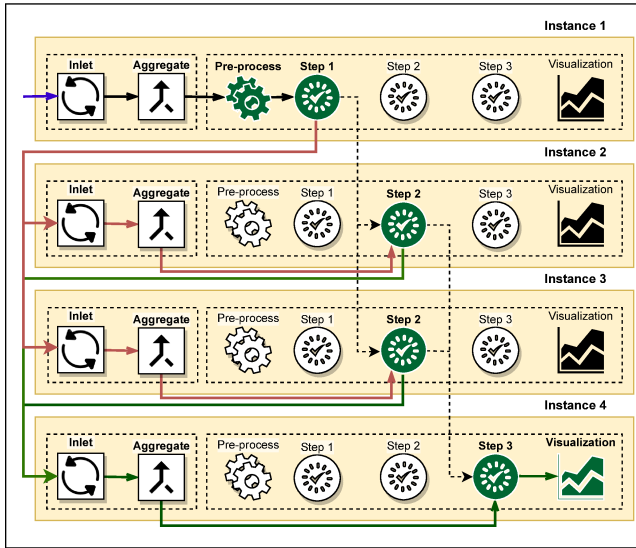 Instance 1
Inlet
Aggregate
Pre-process
Step 1
Step 2
Step 3
Visualization
Instance 2
Inlet
Aggregate
Pre-process
Step 1
Step 2
Step 3
Visualization
Instance 3
Inlet
Aggregate
Pre-process
Step 1
Step 2
Step 3
Visualization
Instance 4
Inlet
Aggregate
Pre-process
Step 1
Step 2
Step 3
Visualization